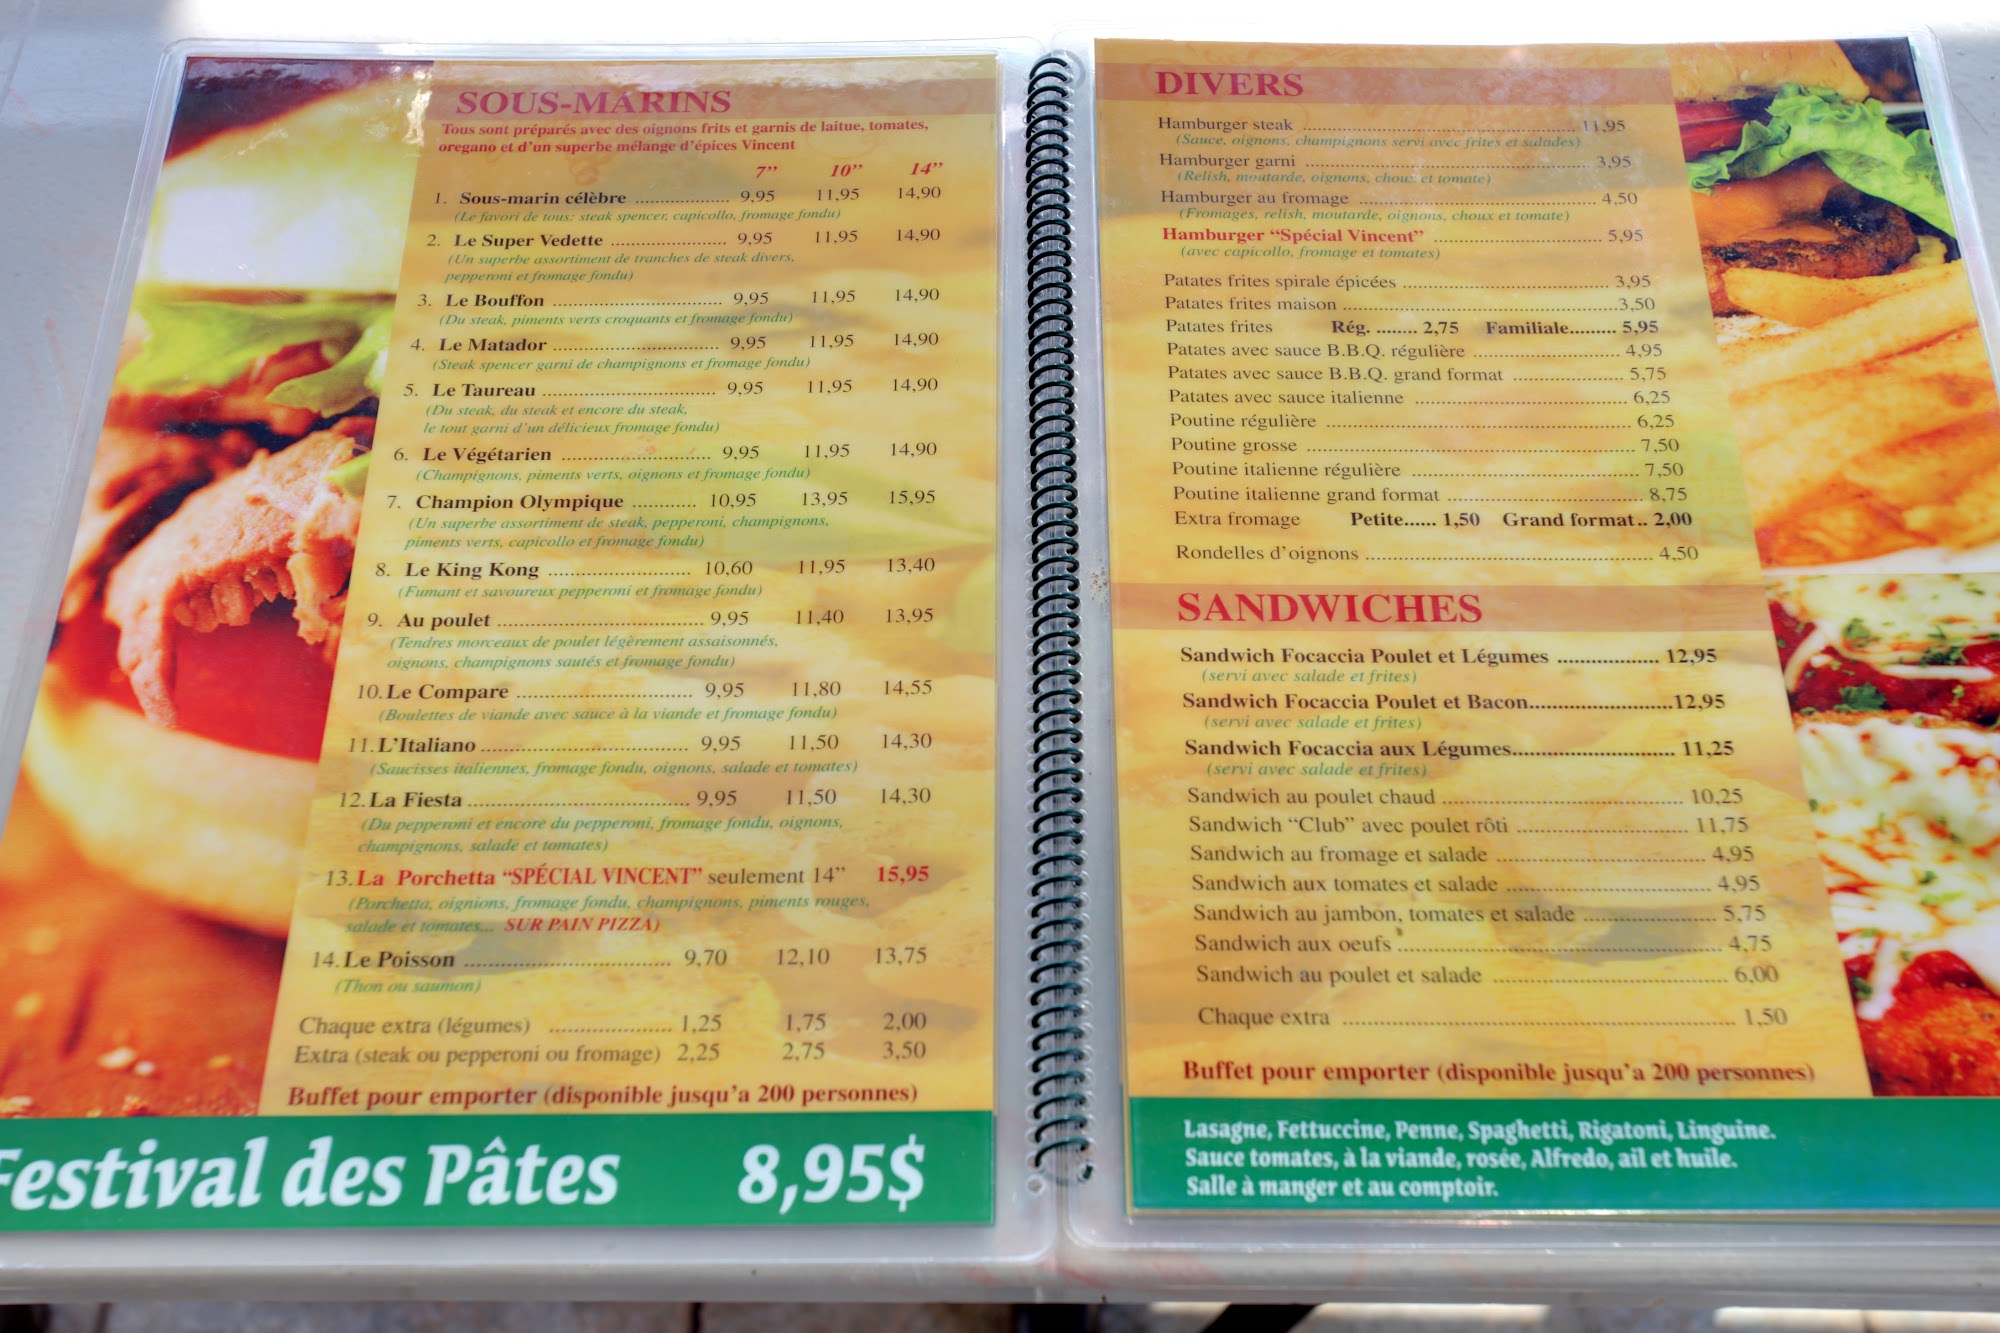 SOUS-MARINS
Tous sont préparés avec des oignons frits et garnis de laitue, tomates,
oregano et d'un superbe mélange d'épices Vincent
7" 10" 14"
1. Sous-marin célèbre .................. 9,95 11,95 14,90
(Le favori de tous: steak spencer, capicollo, fromage fondu)
2. Le Super Vedette ...................... 9,95 11,95 14,90
(Un superbe assortiment de tranches de steak divers,
pepperoni et fromage fondu)
3. Le Bouffon ................................ 9,95 11,95 14,90
(Du steak, piments verts croquants et fromage fondu)
4. Le Matador ................................ 9,95 11,95 14,90
(Steak spencer garni de champignons et fromage fondu)
5. Le Taureau ................................ 9,95 11,95 14,90
(Du steak, du steak et encore du steak,
le tout garni d'un délicieux fromage fondu)
6. Le Végétarien ........................... 9,95 11,95 14,90
(Champignons, piments verts, oignons et fromage fondu)
7. Champion Olympique ............ 10,95 13,95 15,95
(Un superbe assortiment de steak, pepperoni, champignons,
piments verts, capicollo et fromage fondu)
8. Le King Kong .......................... 10,60 11,95 13,40
(Fumant et savoureux pepperoni et fromage fondu)
9. Au poulet ..................................... 9,95 11,40 13,95
(Tendres morceaux de poulet légèrement assaisonnés,
oignons, champignons sautés et fromage fondu)
10. Le Compare ................................ 9,95 11,80 14,55
(Boulettes de viande avec sauce à la viande et fromage fondu)
11. L'Italiano ..................................... 9,95 11,50 14,30
(Saucisses italiennes, fromage fondu, oignons, salade et tomates)
12. La Fiesta ....................................... 9,95 11,50 14,30
(Du pepperoni et encore du pepperoni, fromage fondu, oignons,
champignons, salade et tomates)
13. La Porchetta "SPÉCIAL VINCENT" seulement 14" 15,95
(Porchetta, oignions, fromage fondu, champignons, piments rouges,
salade et tomates... SUR PAIN PIZZA)
14. Le Poisson ................................... 9,70 12,10 13,75
(Thon ou saumon)
Chaque extra (légumes) .................... 1,25 1,75 2,00
Extra (steak ou pepperoni ou fromage) 2,25 2,75 3,50
Buffet pour emporter (disponible jusqu'a 200 personnes)
Festival des Pâtes 8,95$
DIVERS
Hamburger steak ................................................ 11,95
(Sauce, oignons, champignons servi avec frites et salades)
Hamburger garni ................................................ 3,95
(Relish, moutarde, oignons, choux et tomate)
Hamburger au fromage ........................................ 4,50
(Fromages, relish, moutarde, oignons, choux et tomate)
Hamburger "Spécial Vincent" .............................. 5,95
(avec capicollo, fromage et tomates)
Patates frites spirale épicées .................................. 3,95
Patates frites maison ............................................. 3,50
Patates frites Rég. ........ 2,75 Familiale......... 5,95
Patates avec sauce B.B.Q. régulière ......................... 4,95
Patates avec sauce B.B.Q. grand format .................... 5,75
Patates avec sauce italienne ..................................... 6,25
Poutine régulière ................................................... 6,25
Poutine grosse ....................................................... 7,50
Poutine italienne régulière ...................................... 7,50
Poutine italienne grand format ................................. 8,75
Extra fromage Petite...... 1,50 Grand format.. 2,00
Rondelles d'oignons ............................................... 4,50
SANDWICHES
Sandwich Focaccia Poulet et Légumes ................... 12,95
(servi avec salade et frites)
Sandwich Focaccia Poulet et Bacon..........................12,95
(servi avec salade et frites)
Sandwich Focaccia aux Légumes............................. 11,25
(servi avec salade et frites)
Sandwich au poulet chaud ........................................ 10,25
Sandwich "Club" avec poulet rôti .............................. 11,75
Sandwich au fromage et salade .................................. 4,95
Sandwich aux tomates et salade ................................. 4,95
Sandwich au jambon, tomates et salade ...................... 5,75
Sandwich aux oeufs .................................................. 4,75
Sandwich au poulet et salade ..................................... 6,00
Chaque extra ............................................................ 1,50
Buffet pour emporter (disponible jusqu'a 200 personnes)
Lasagne, Fettuccine, Penne, Spaghetti, Rigatoni, Linguine.
Sauce tomates, à la viande, rosée, Alfredo, ail et huile.
Salle à manger et au comptoir.